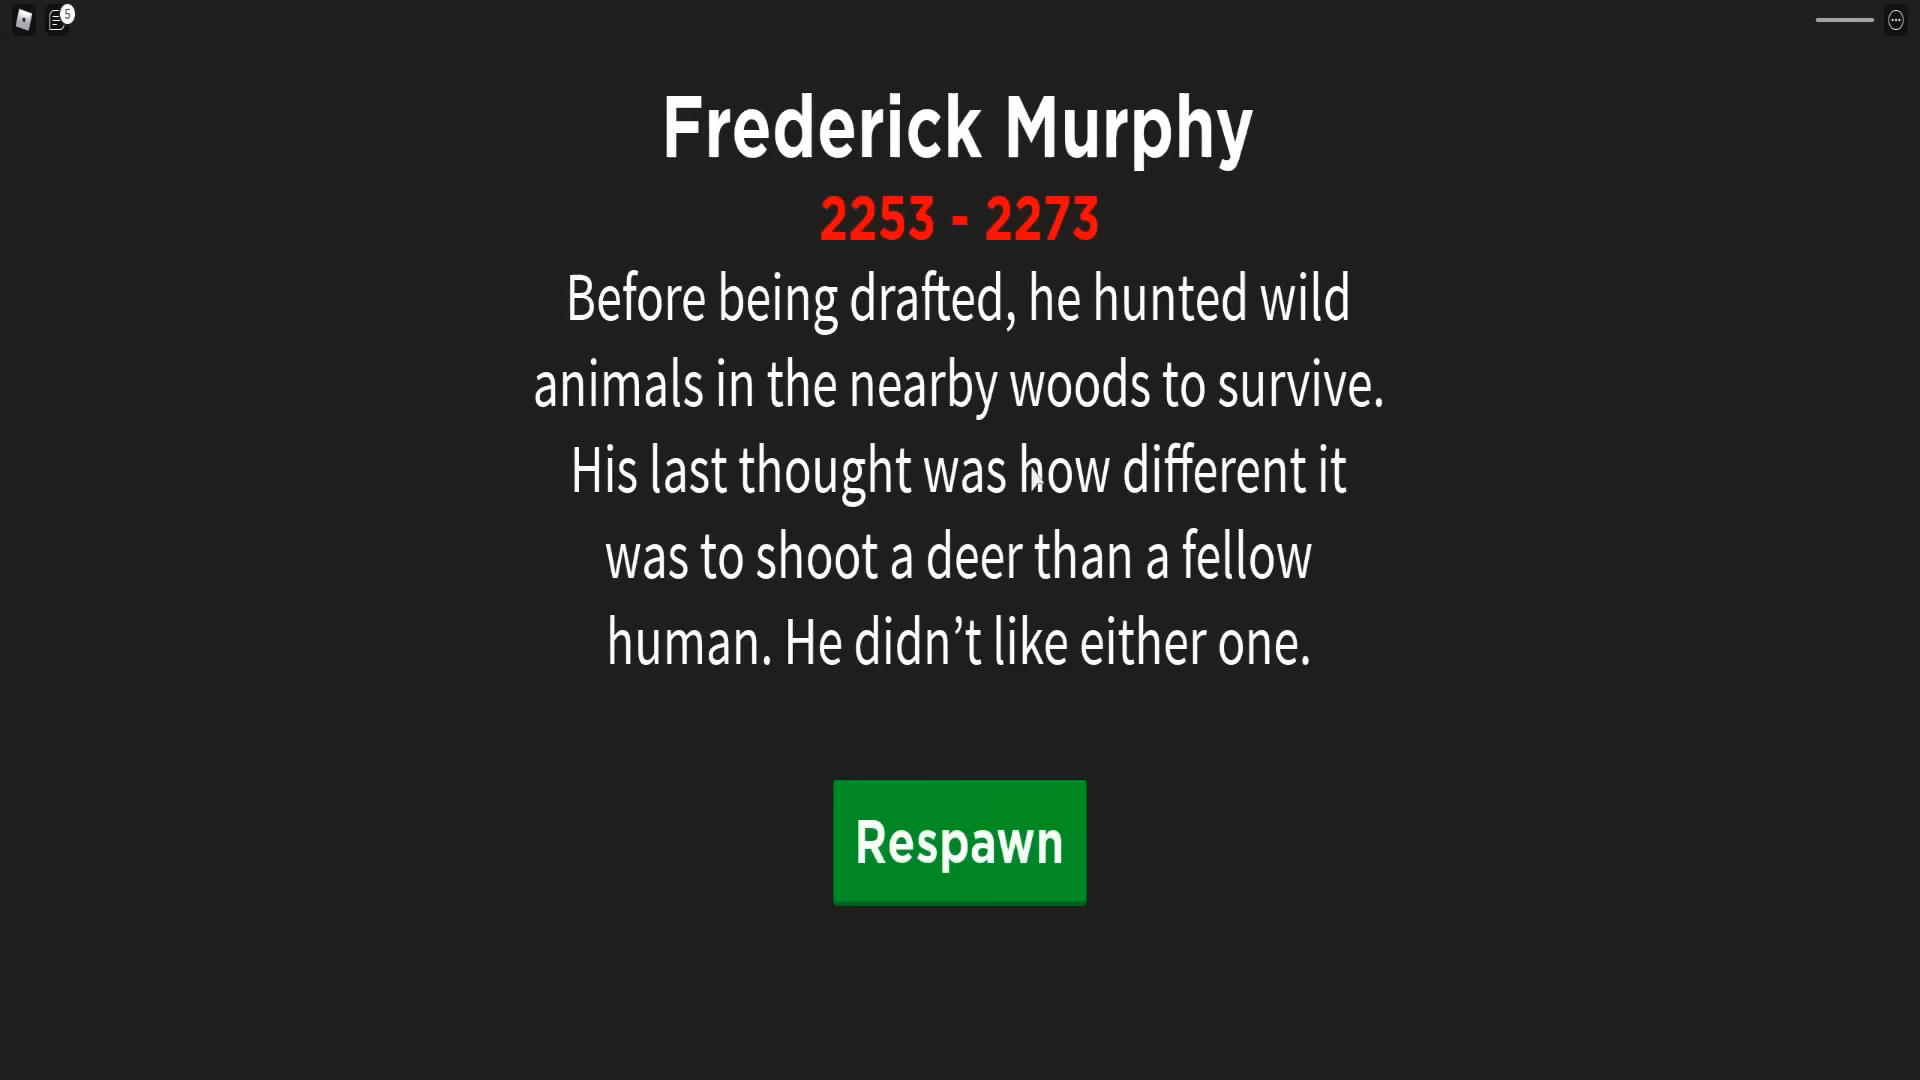 5
Frederick Murphy
2253 - 2273
Before being drafted, he hunted wild
animals in the nearby woods to survive.
His last thought was how different it
was to shoot a deer than a fellow
human. He didn’t like either one.
Respawn